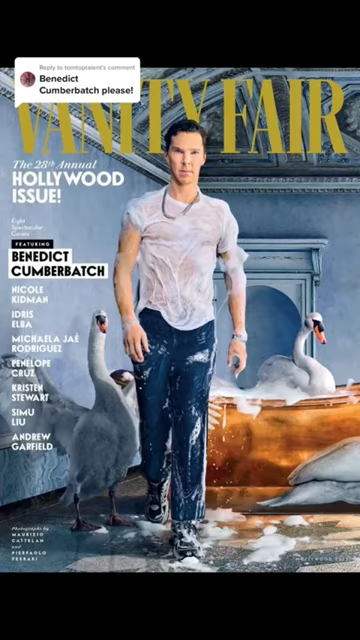 Reply to tomtoptalent's comment
Benedict
Cumberbatch please!
VANITY FAIR
The 28th Annual
HOLLYWOOD
ISSUE!
Eight
Spectacular
Covers
FEATURING
BENEDICT
CUMBERBATCH
NICOLE
KIDMAN
IDRIS
ELBA
MICHAELA JAÉ
RODRIGUEZ
PENÉLOPE
CRUZ
KRISTEN
STEWART
SIMU
LIU
ANDREW
GARFIELD
Photographs by
MAURIZIO
CATTELAN
and
PIERPAOLO
FERRARI
HOLLYWOOD